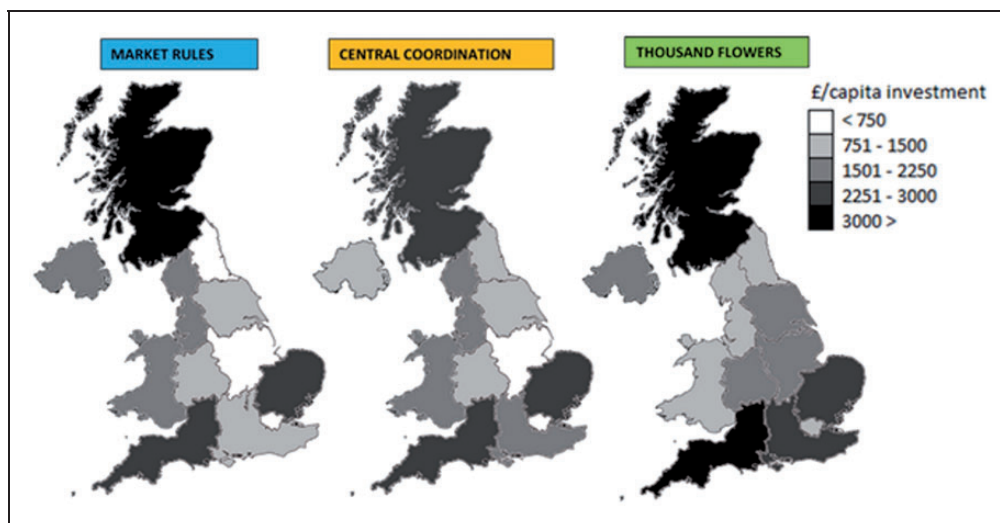 MARKET RULES
CENTRAL COORDINATION
THOUSAND FLOWERS
£/capita investment
< 750
751 - 1500
1501 - 2250
2251 - 3000
3000 >